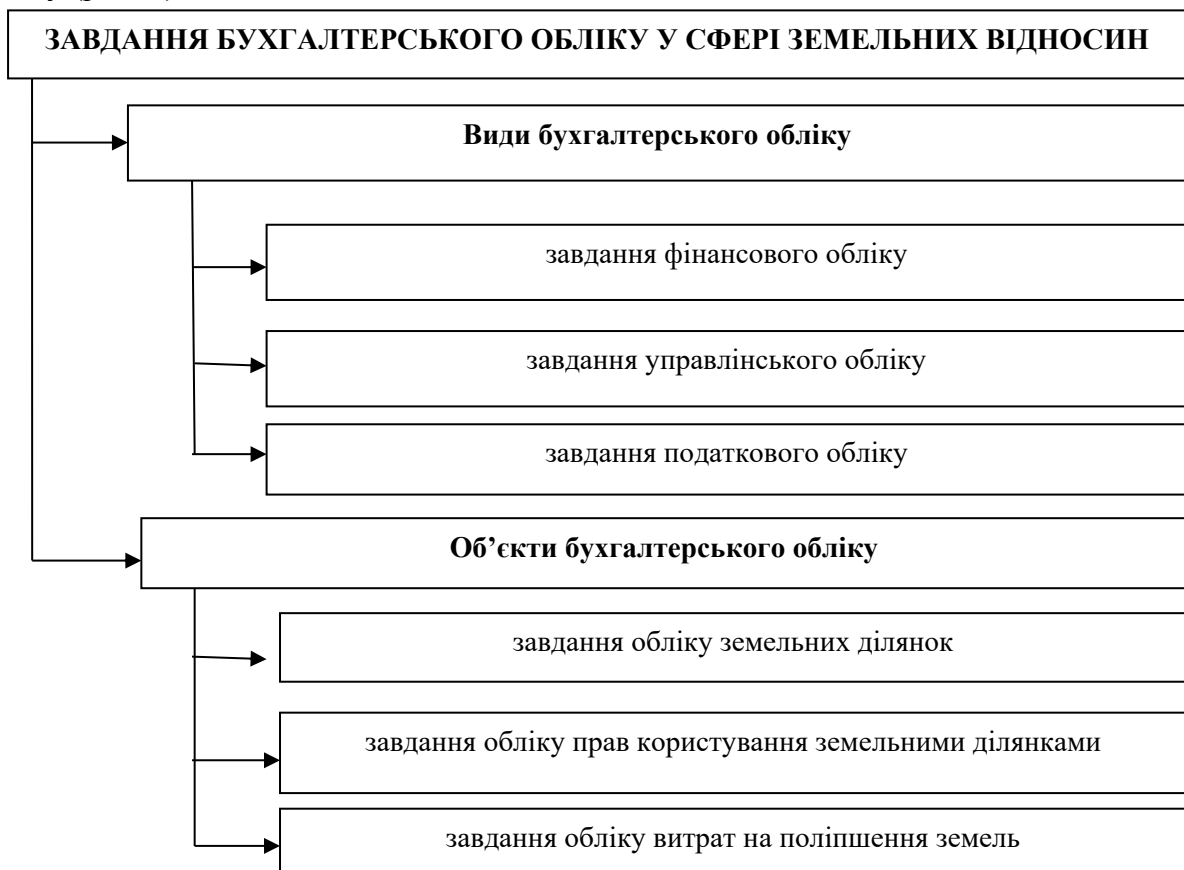 ЗАВДАННЯ БУХГАЛТЕРСЬКОГО ОБЛІКУ У СФЕРІ ЗЕМЕЛЬНИХ ВІДНОСИН
Види бухгалтерського обліку
завдання фінансового обліку
завдання управлінського обліку
завдання податкового обліку
Об’єкти бухгалтерського обліку
завдання обліку земельних ділянок
завдання обліку прав користування земельними ділянками
завдання обліку витрат на поліпшення земель